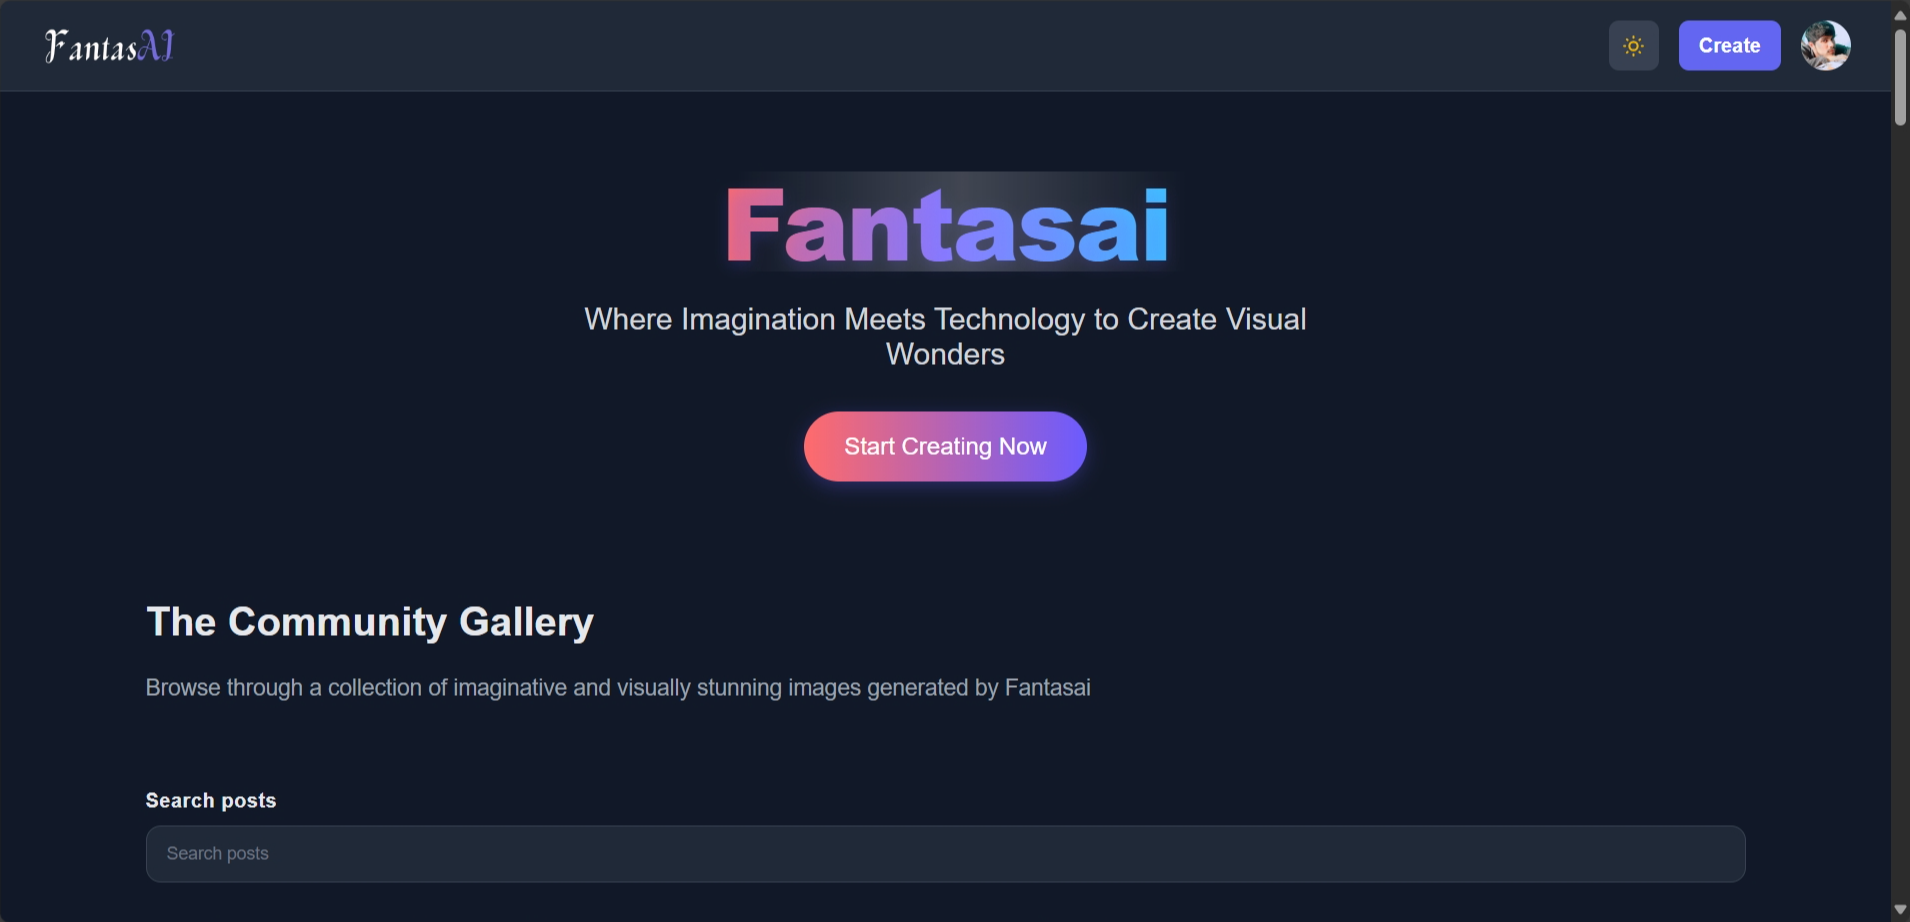 FantasAI
Create
Fantasai
Where Imagination Meets Technology to Create Visual
Wonders
Start Creating Now
The Community Gallery
Browse through a collection of imaginative and visually stunning images generated by Fantasai
Search posts
Search posts